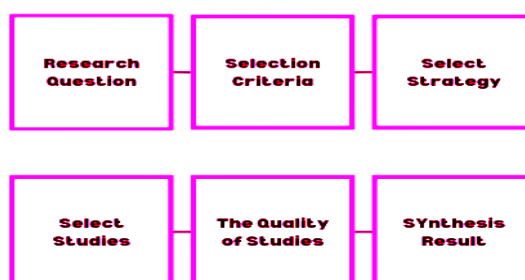 Research
Question
Selection
Criteria
Select
Strategy
Select
Studies
The Quality
of Studies
SYnthesis
Result